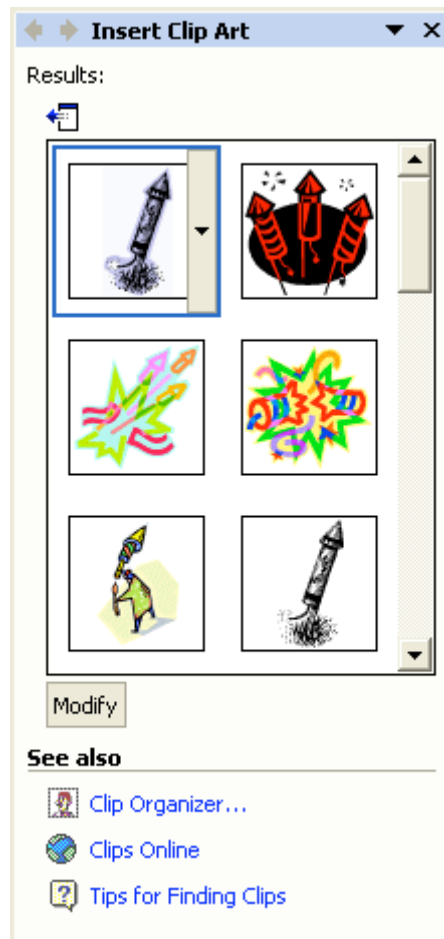 Insert Clip Art
Results:
Modify
See also
Clip Organizer...
Clips Online
Tips for Finding Clips